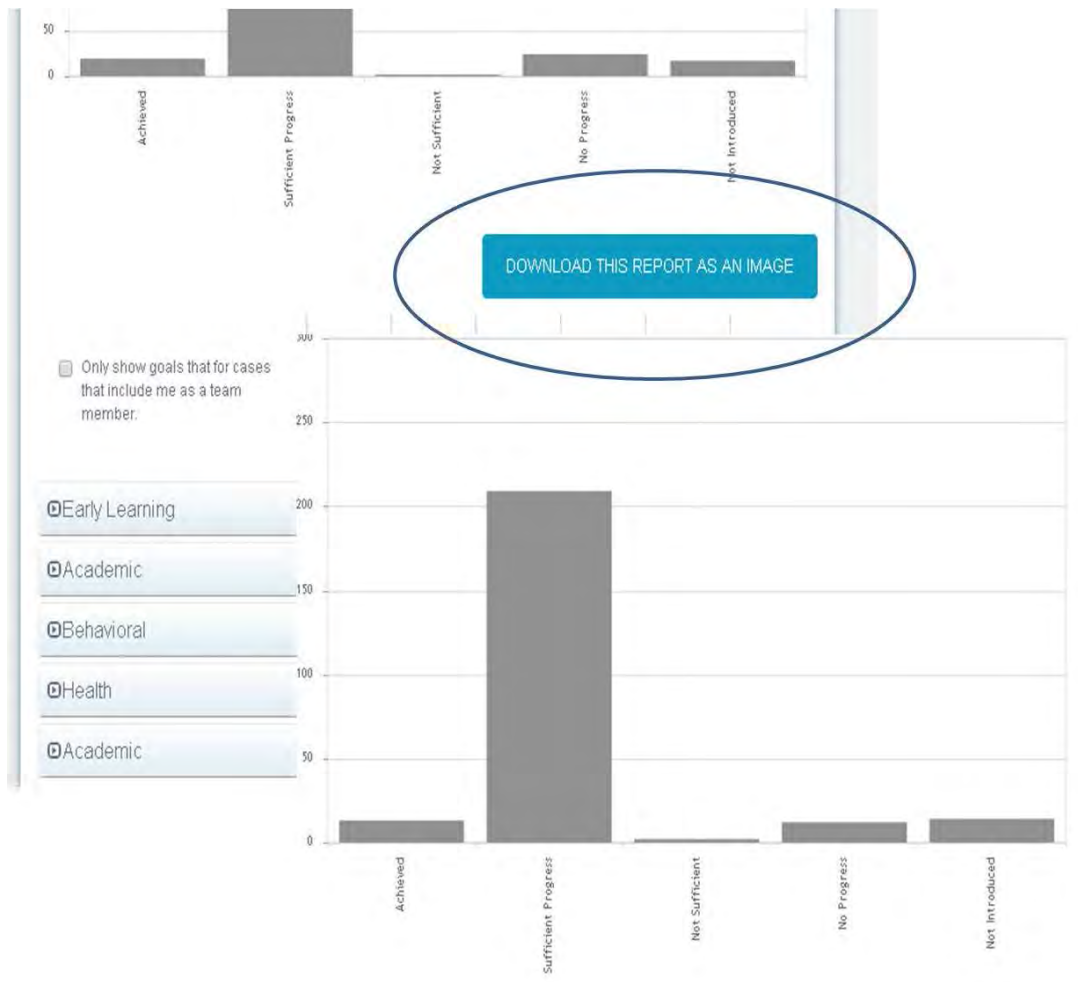 50
0
Achieved
Sufficient Progress
Not Sufficient
No Progress
Not Introduced
DOWNLOAD THIS REPORT AS AN IMAGE
Only show goals that for cases
that include me as a team
member.
Early Learning
Academic
Behavioral
Health
Academic
300
250
200
150
100
50
0
Achieved
Sufficient Progress
Not Sufficient
No Progress
Not Introduced